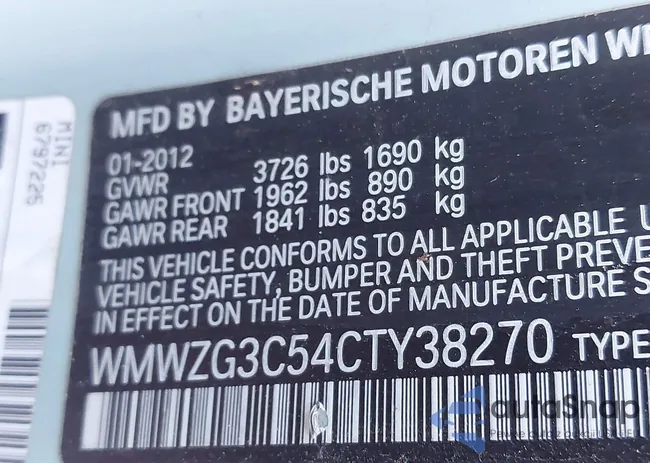 MINI
6797225
MFD BY BAYERISCHE MOTOREN
01-2012
GVWR 3726 lbs 1690 kg
GAWR FRONT 1962 lbs 890 kg
GAWR REAR 1841 lbs 835 kg
THIS VEHICLE CONFORMS TO ALL APPLICABLE U
VEHICLE SAFETY, BUMPER AND THEFT PREVE
IN EFFECT ON THE DATE OF MANUFACTURE S
WMWZG3C54CTY38270 TYPE
autoSnap